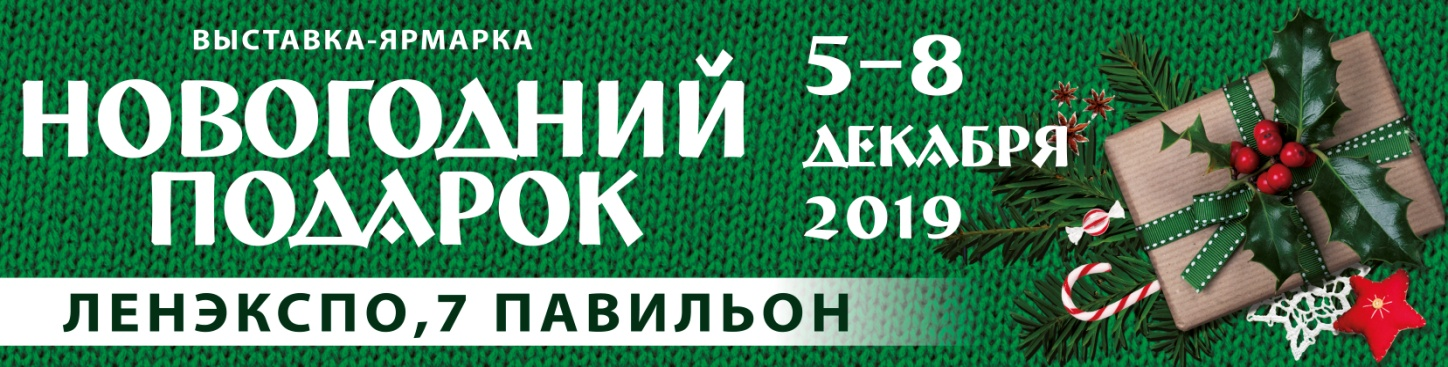 ВЫСТАВКА-ЯРМАРКА
НОВОГОДНИЙ
ПОДАРОК
5–8
ДЕКАБРЯ
2019
ЛЕНЭКСПО,7 ПАВИЛЬОН